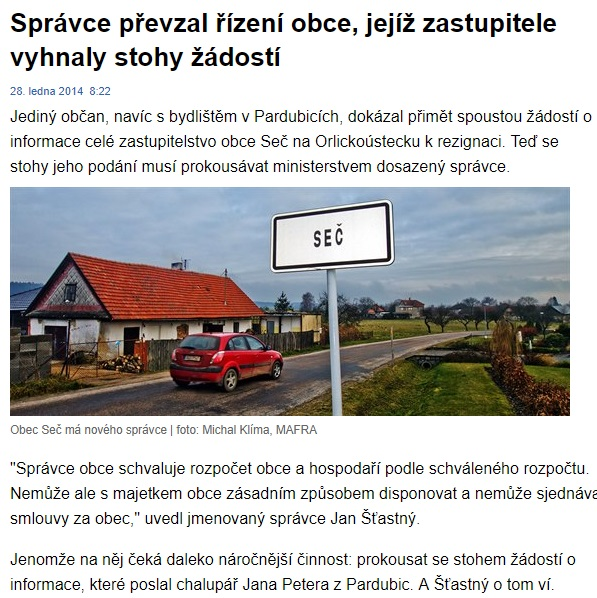 Správce převzal řízení obce, jejíž zastupitele
vyhnaly stohy žádostí
28. ledna 2014 8:22
Jediný občan, navíc s bydlištěm v Pardubicích, dokázal přimět spoustou žádostí o
informace celé zastupitelstvo obce Seč na Orlickoústecku k rezignaci. Teď se
stohy jeho podání musí prokousávat ministerstvem dosazený správce.
SEČ
Obec Seč má nového správce | foto: Michal Klíma, MAFRA
"Správce obce schvaluje rozpočet obce a hospodaří podle schváleného rozpočtu.
Nemůže ale s majetkem obce zásadním způsobem disponovat a nemůže sjednáva
smlouvy za obec," uvedl jmenovaný správce Jan Šťastný.
Jenomže na něj čeká daleko náročnější činnost: prokousat se stohem žádostí o
informace, které poslal chalupář Jana Petera z Pardubic. A Šťastný o tom ví.